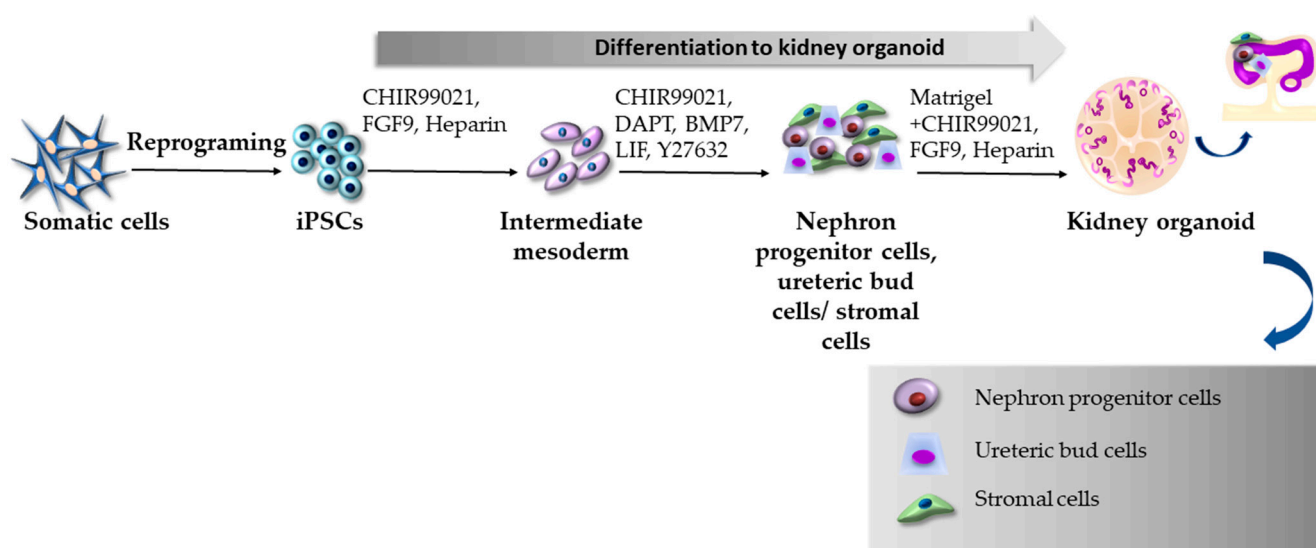 Differentiation to kidney organoid
CHIR99021,
FGF9, Heparin
CHIR99021,
DAPT, BMP7,
LIF, Y27632
Matrigel
+CHIR99021,
FGF9, Heparin
Reprograming
Somatic cells
iPSCs
Intermediate
mesoderm
Nephron
progenitor cells,
ureteric bud
cells/ stromal
cells
Kidney organoid
Nephron progenitor cells
Ureteric bud cells
Stromal cells